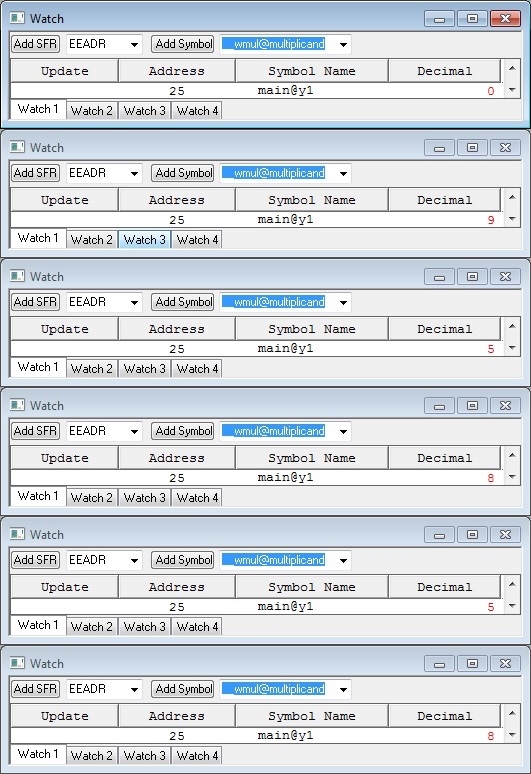 Watch
Add SFR EEADR Add Symbol __wmul@multiplicand
Update Address Symbol Name Decimal
25 main@y1 0
Watch 1 Watch 2 Watch 3 Watch 4
Watch
Add SFR EEADR Add Symbol __wmul@multiplicand
Update Address Symbol Name Decimal
25 main@y1 9
Watch 1 Watch 2 Watch 3 Watch 4
Watch
Add SFR EEADR Add Symbol __wmul@multiplicand
Update Address Symbol Name Decimal
25 main@y1 5
Watch 1 Watch 2 Watch 3 Watch 4
Watch
Add SFR EEADR Add Symbol __wmul@multiplicand
Update Address Symbol Name Decimal
25 main@y1 8
Watch 1 Watch 2 Watch 3 Watch 4
Watch
Add SFR EEADR Add Symbol __wmul@multiplicand
Update Address Symbol Name Decimal
25 main@y1 5
Watch 1 Watch 2 Watch 3 Watch 4
Watch
Add SFR EEADR Add Symbol __wmul@multiplicand
Update Address Symbol Name Decimal
25 main@y1 8
Watch 1 Watch 2 Watch 3 Watch 4